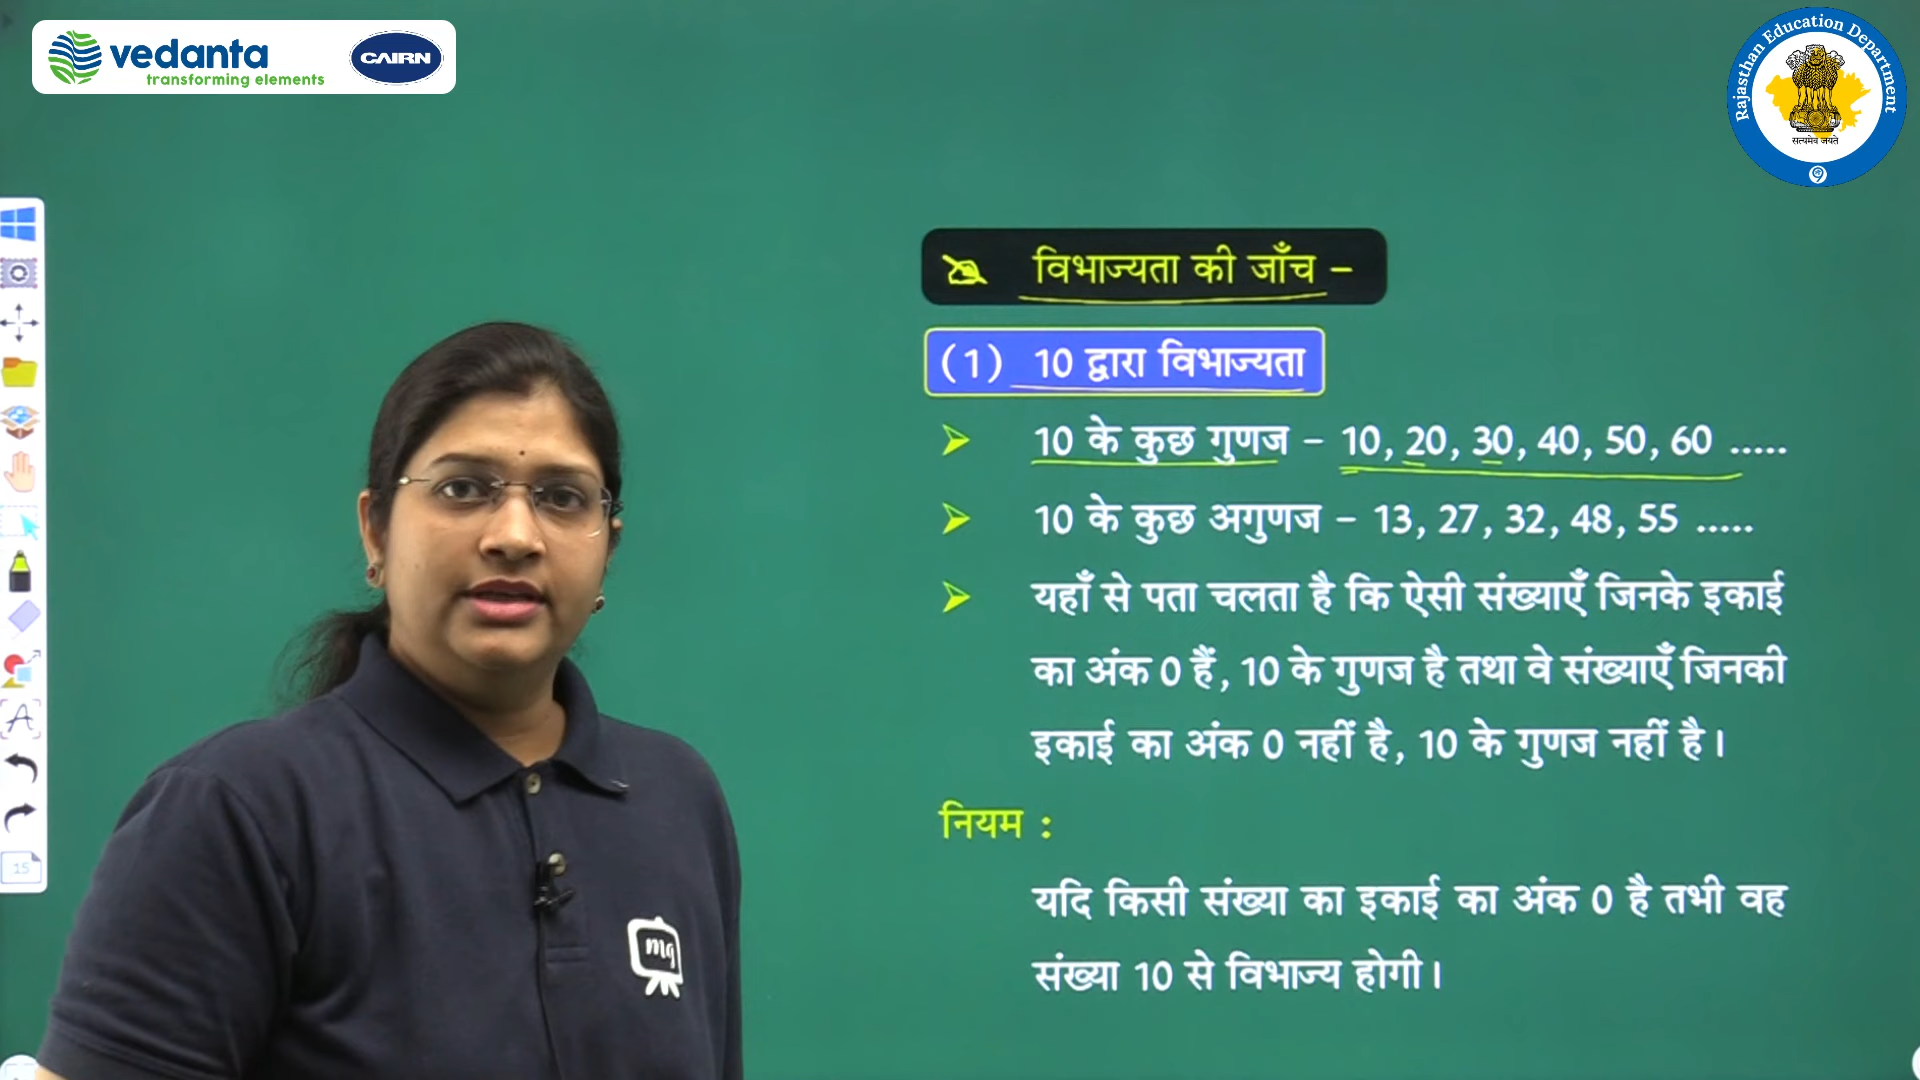 vedanta
transforming elements
CAIRN
Rajasthan Education Department
सत्यमेव जयते
विभाज्यता की जाँच –
(1) 10 द्वारा विभाज्यता
10 के कुछ गुणज – 10, 20, 30, 40, 50, 60 .....
10 के कुछ अगुणज – 13, 27, 32, 48, 55 .....
यहाँ से पता चलता है कि ऐसी संख्याएँ जिनके इकाई
का अंक 0 हैं, 10 के गुणज है तथा वे संख्याएँ जिनकी
इकाई का अंक 0 नहीं है, 10 के गुणज नहीं है।
नियम :
यदि किसी संख्या का इकाई का अंक 0 है तभी वह
संख्या 10 से विभाज्य होगी।
15
mg